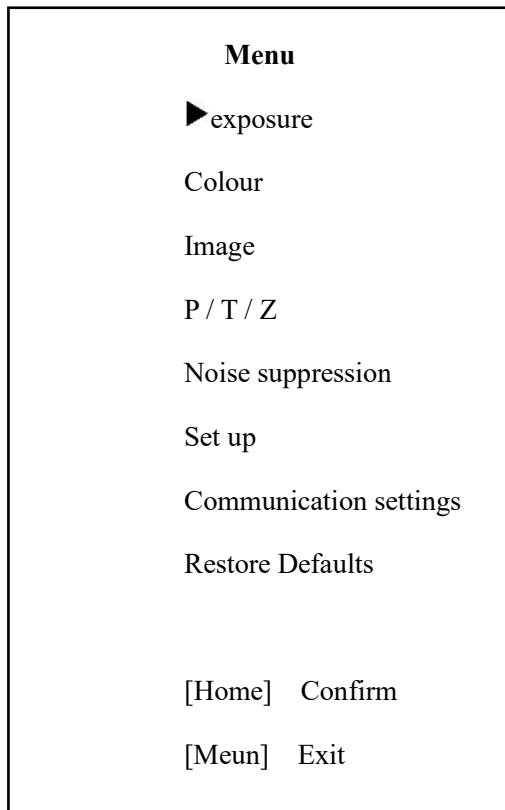 Menu
▶exposure
Colour
Image
P / T / Z
Noise suppression
Set up
Communication settings
Restore Defaults
[Home] Confirm
[Meun] Exit